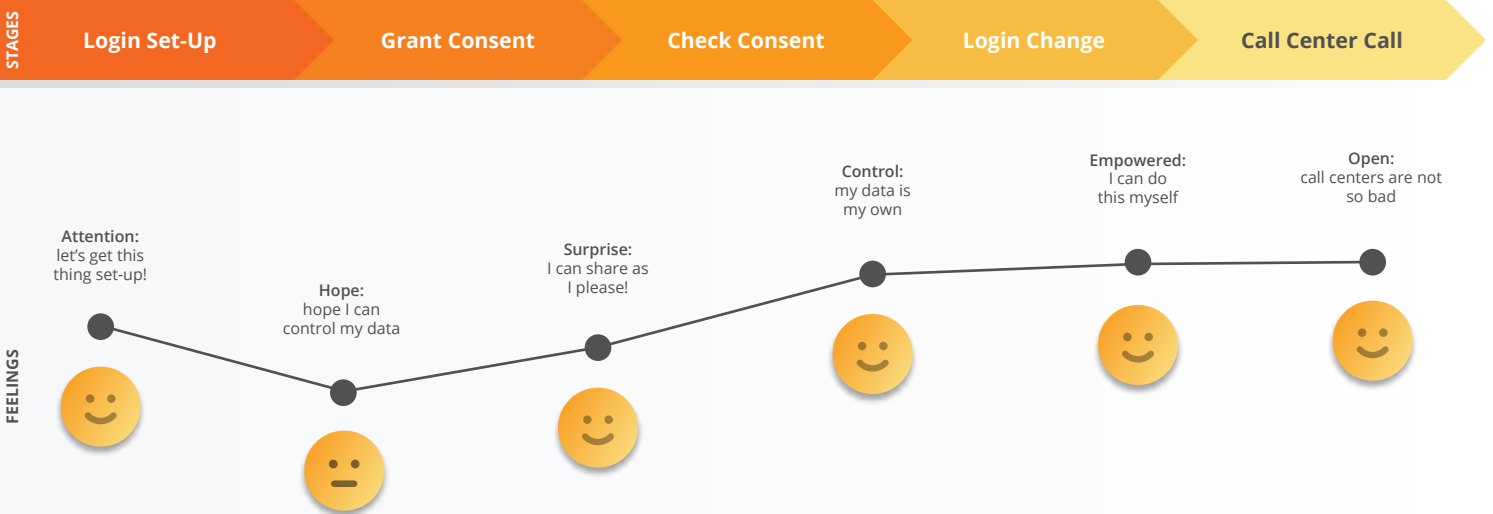 STAGES
Login Set-Up
Grant Consent
Check Consent
Login Change
Call Center Call
FEELINGS
Attention:
let’s get this
thing set-up!
Hope:
hope I can
control my data
Surprise:
I can share as
I please!
Control:
my data is
my own
Empowered:
I can do
this myself
Open:
call centers are not
so bad